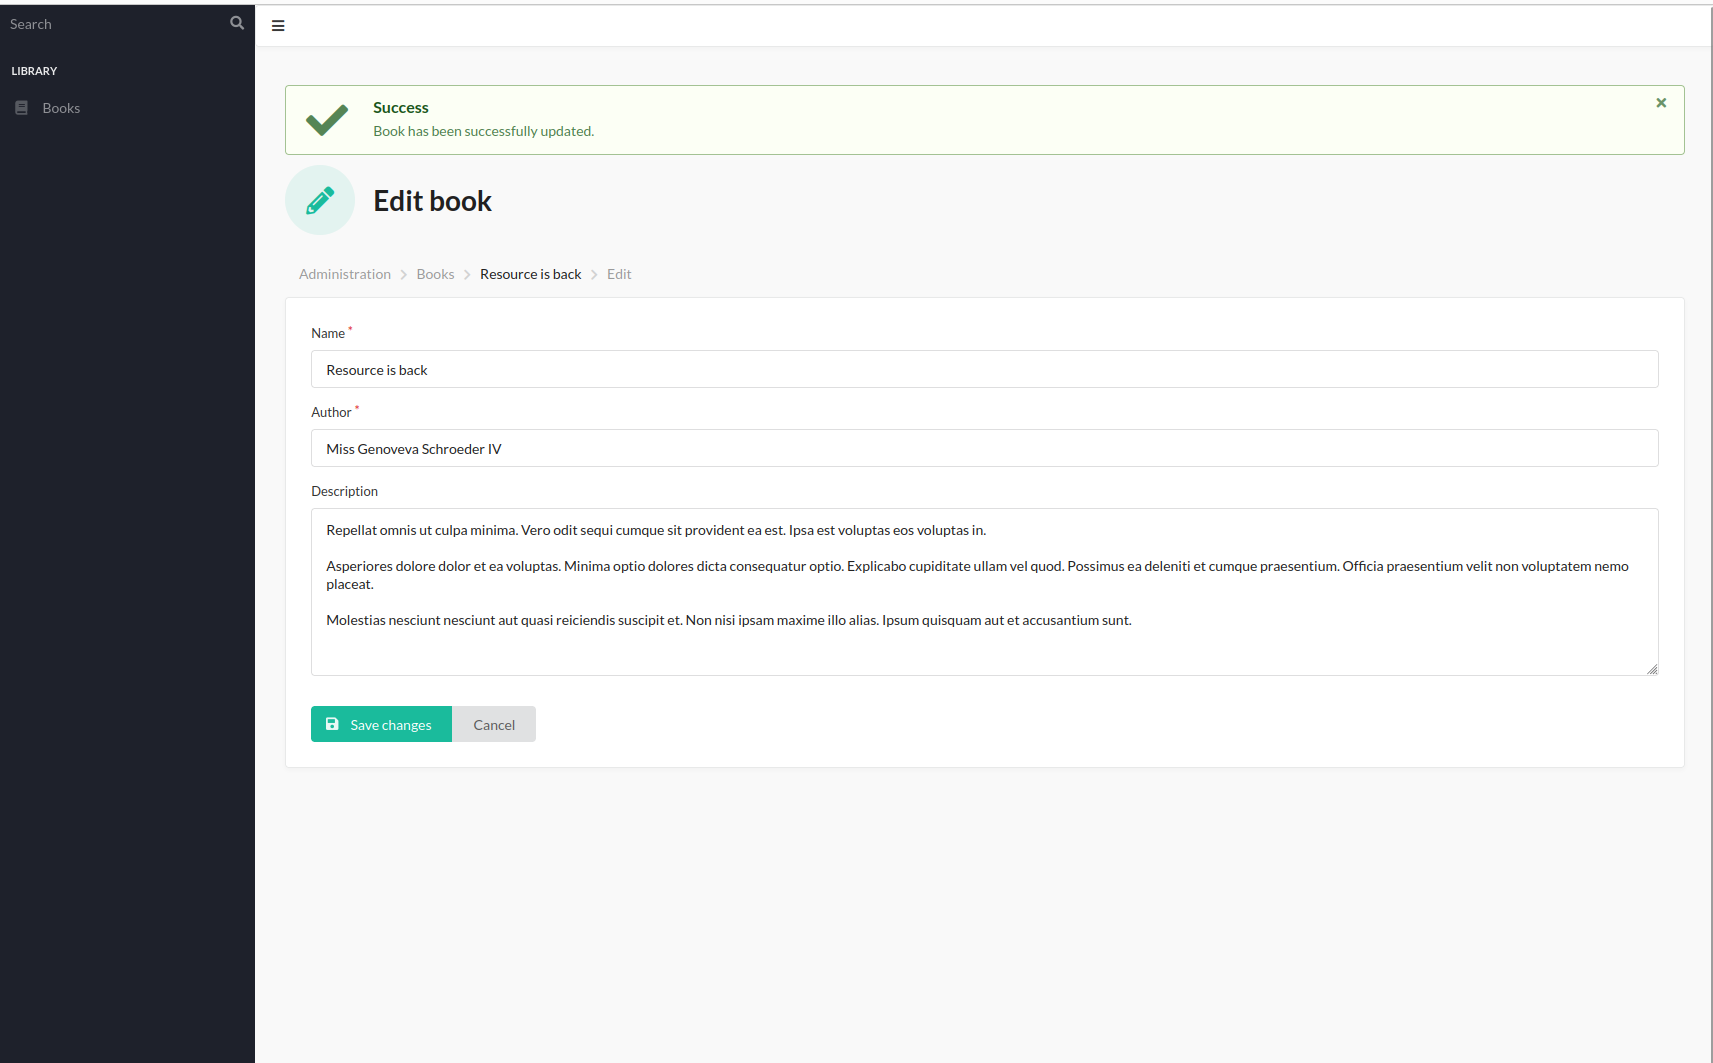 Search
LIBRARY
Books
Success
Book has been successfully updated.
Edit book
Administration > Books > Resource is back > Edit
Name *
Resource is back
Author *
Miss Genoveva Schroeder IV
Description
Repellat omnis ut culpa minima. Vero odit sequi cumque sit provident ea est. Ipsa est voluptas eos voluptas in.
Asperiores dolore dolor et ea voluptas. Minima optio dolores dicta consequatur optio. Explicabo cupiditate ullam vel quod. Possimus ea deleniti et cumque praesentium. Officia praesentium velit non voluptatem nemo
placeat.
Molestias nesciunt nesciunt aut quasi reiciendis suscipit et. Non nisi ipsam maxime illo alias. Ipsum quisquam aut et accusantium sunt.
Save changes Cancel